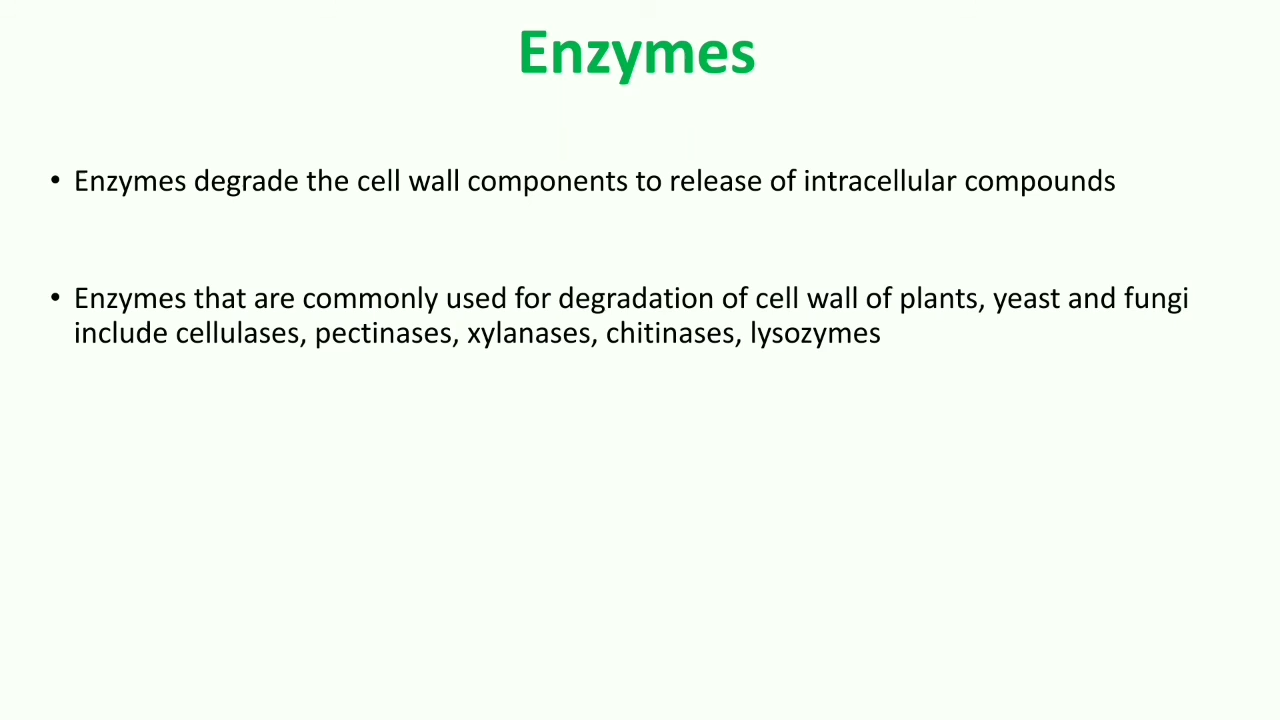 Enzymes
• Enzymes degrade the cell wall components to release of intracellular compounds
• Enzymes that are commonly used for degradation of cell wall of plants, yeast and fungi
include cellulases, pectinases, xylanases, chitinases, lysozymes